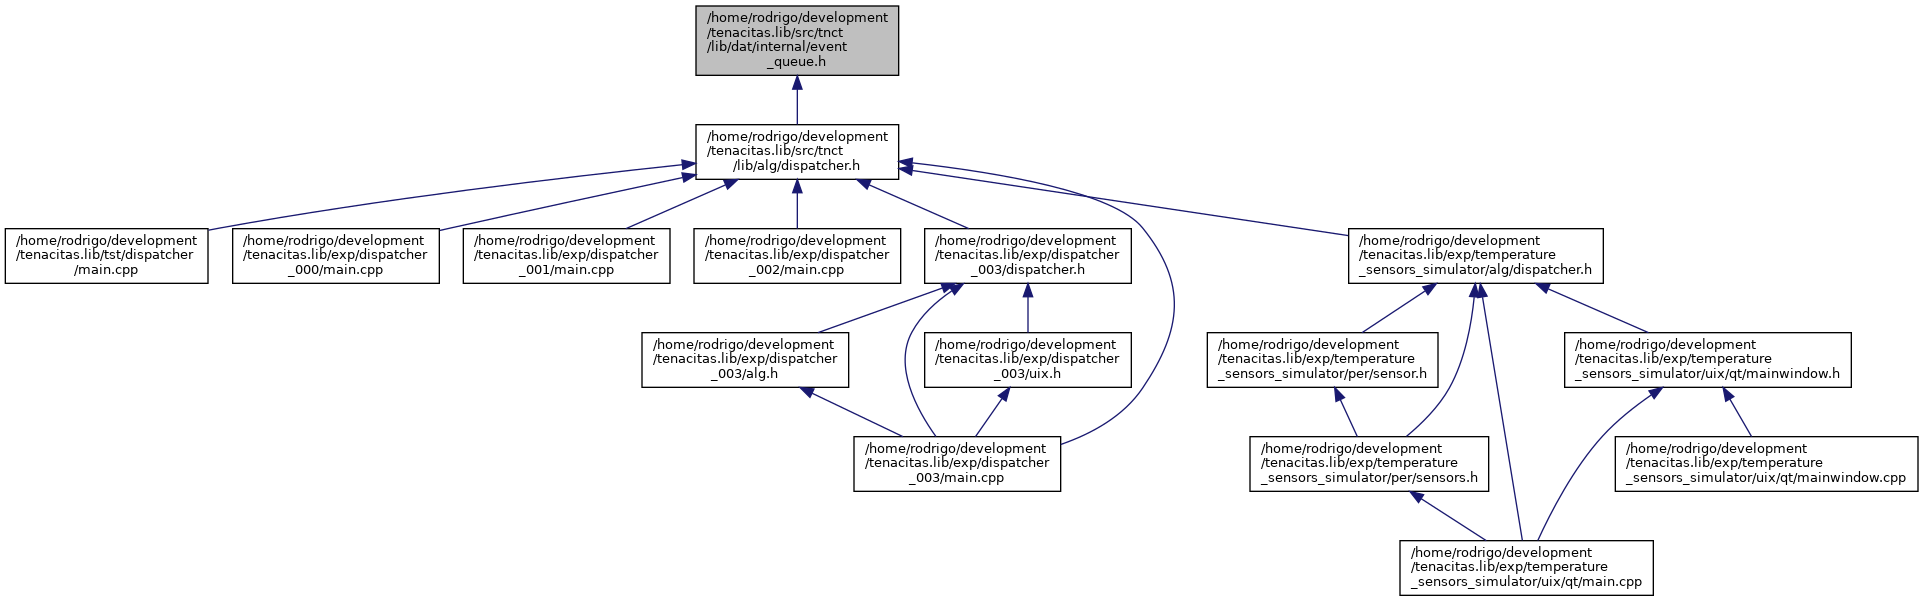 /home/rodrigo/development
/tenacitas.lib/src/tnct
/lib/dat/internal/event
_queue.h
/home/rodrigo/development
/tenacitas.lib/src/tnct
/lib/alg/dispatcher.h
/home/rodrigo/development
/tenacitas.lib/tst/dispatcher
/main.cpp
/home/rodrigo/development
/tenacitas.lib/exp/dispatcher
_000/main.cpp
/home/rodrigo/development
/tenacitas.lib/exp/dispatcher
_001/main.cpp
/home/rodrigo/development
/tenacitas.lib/exp/dispatcher
_002/main.cpp
/home/rodrigo/development
/tenacitas.lib/exp/dispatcher
_003/dispatcher.h
/home/rodrigo/development
/tenacitas.lib/exp/temperature
_sensors_simulator/alg/dispatcher.h
/home/rodrigo/development
/tenacitas.lib/exp/dispatcher
_003/alg.h
/home/rodrigo/development
/tenacitas.lib/exp/dispatcher
_003/uix.h
/home/rodrigo/development
/tenacitas.lib/exp/temperature
_sensors_simulator/per/sensor.h
/home/rodrigo/development
/tenacitas.lib/exp/temperature
_sensors_simulator/uix/qt/mainwindow.h
/home/rodrigo/development
/tenacitas.lib/exp/dispatcher
_003/main.cpp
/home/rodrigo/development
/tenacitas.lib/exp/temperature
_sensors_simulator/per/sensors.h
/home/rodrigo/development
/tenacitas.lib/exp/temperature
_sensors_simulator/uix/qt/mainwindow.cpp
/home/rodrigo/development
/tenacitas.lib/exp/temperature
_sensors_simulator/uix/qt/main.cpp